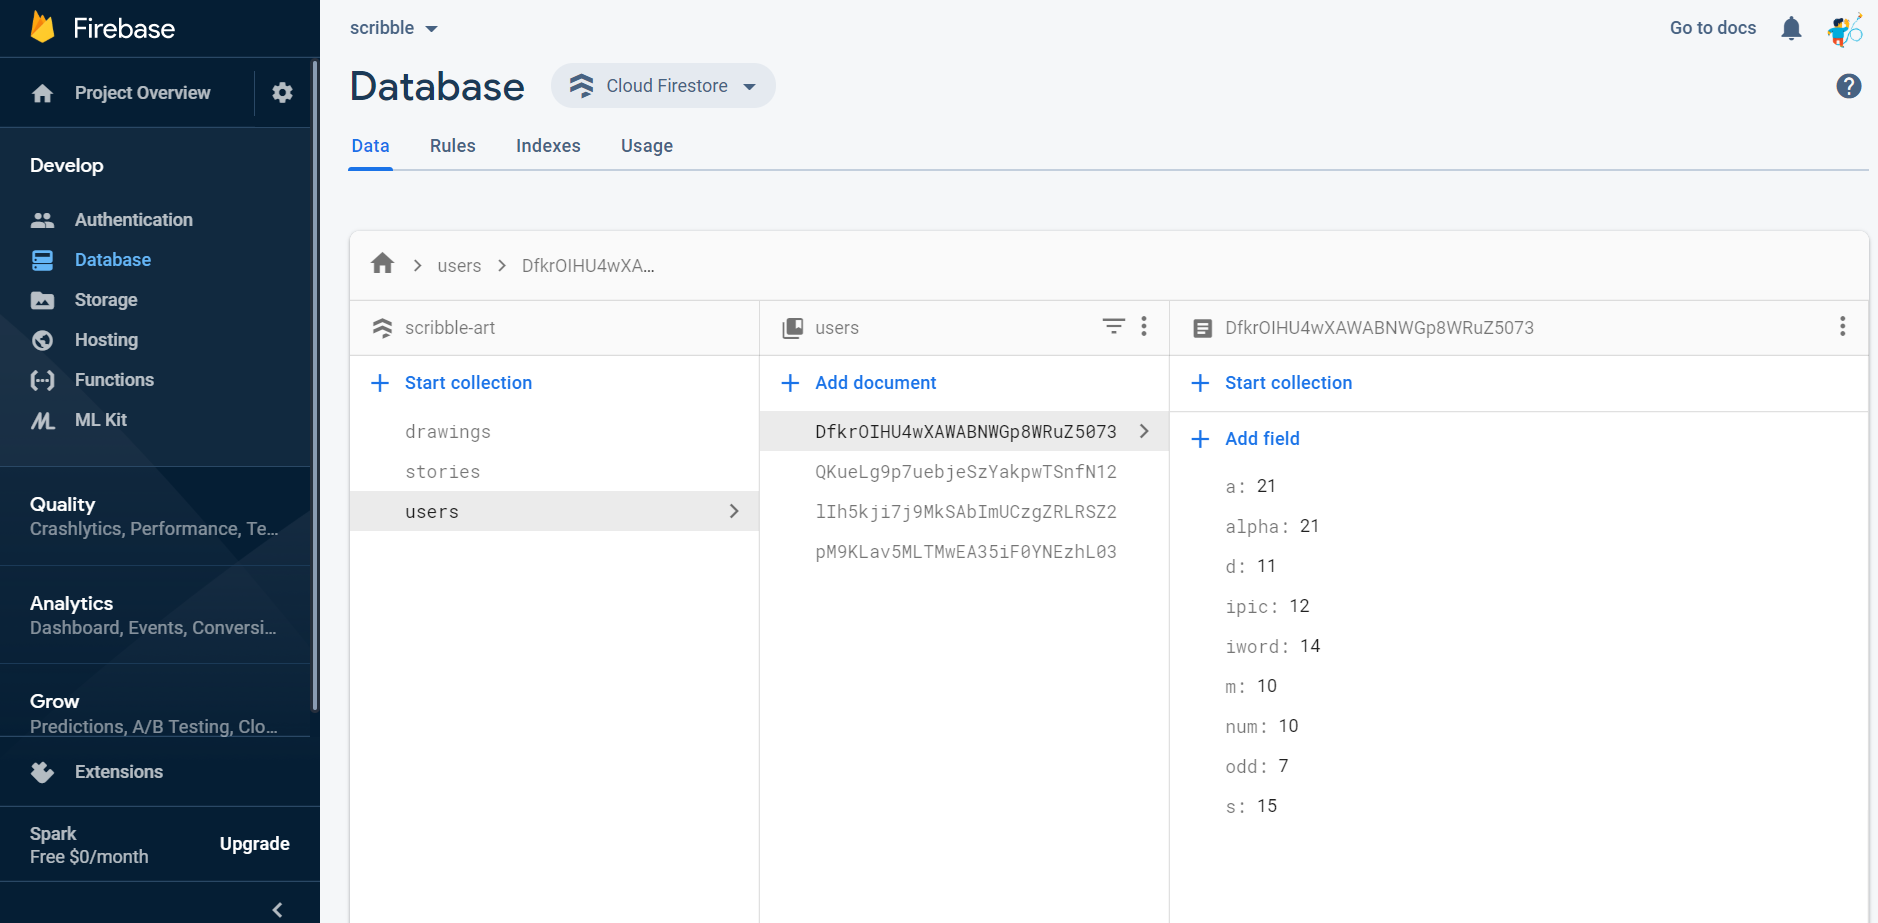 Firebase
Project Overview
Develop
Authentication
Database
Storage
Hosting
Functions
ML Kit
Quality
Crashlytics, Performance, Te...
Analytics
Dashboard, Events, Conversi...
Grow
Predictions, A/B Testing, Clo...
Extensions
Spark
Free $0/month
Upgrade
scribble
Go to docs
Database
Cloud Firestore
Data Rules Indexes Usage
users
DfkrOIHU4wXA...
scribble-art
Start collection
drawings
stories
users
users
Add document
DfkrOIHU4wXAWABNWGp8WRuZ5073
QKueLg9p7uebjeSzYakpwTSnfN12
lIh5kji7j9MkSAbImUCzgZRLRSZ2
pM9KLav5MLTMwEA35iF0YNEzhL03
DfkrOIHU4wXAWABNWGp8WRuZ5073
Start collection
Add field
a: 21
alpha: 21
d: 11
ipic: 12
iword: 14
m: 10
num: 10
odd: 7
s: 15